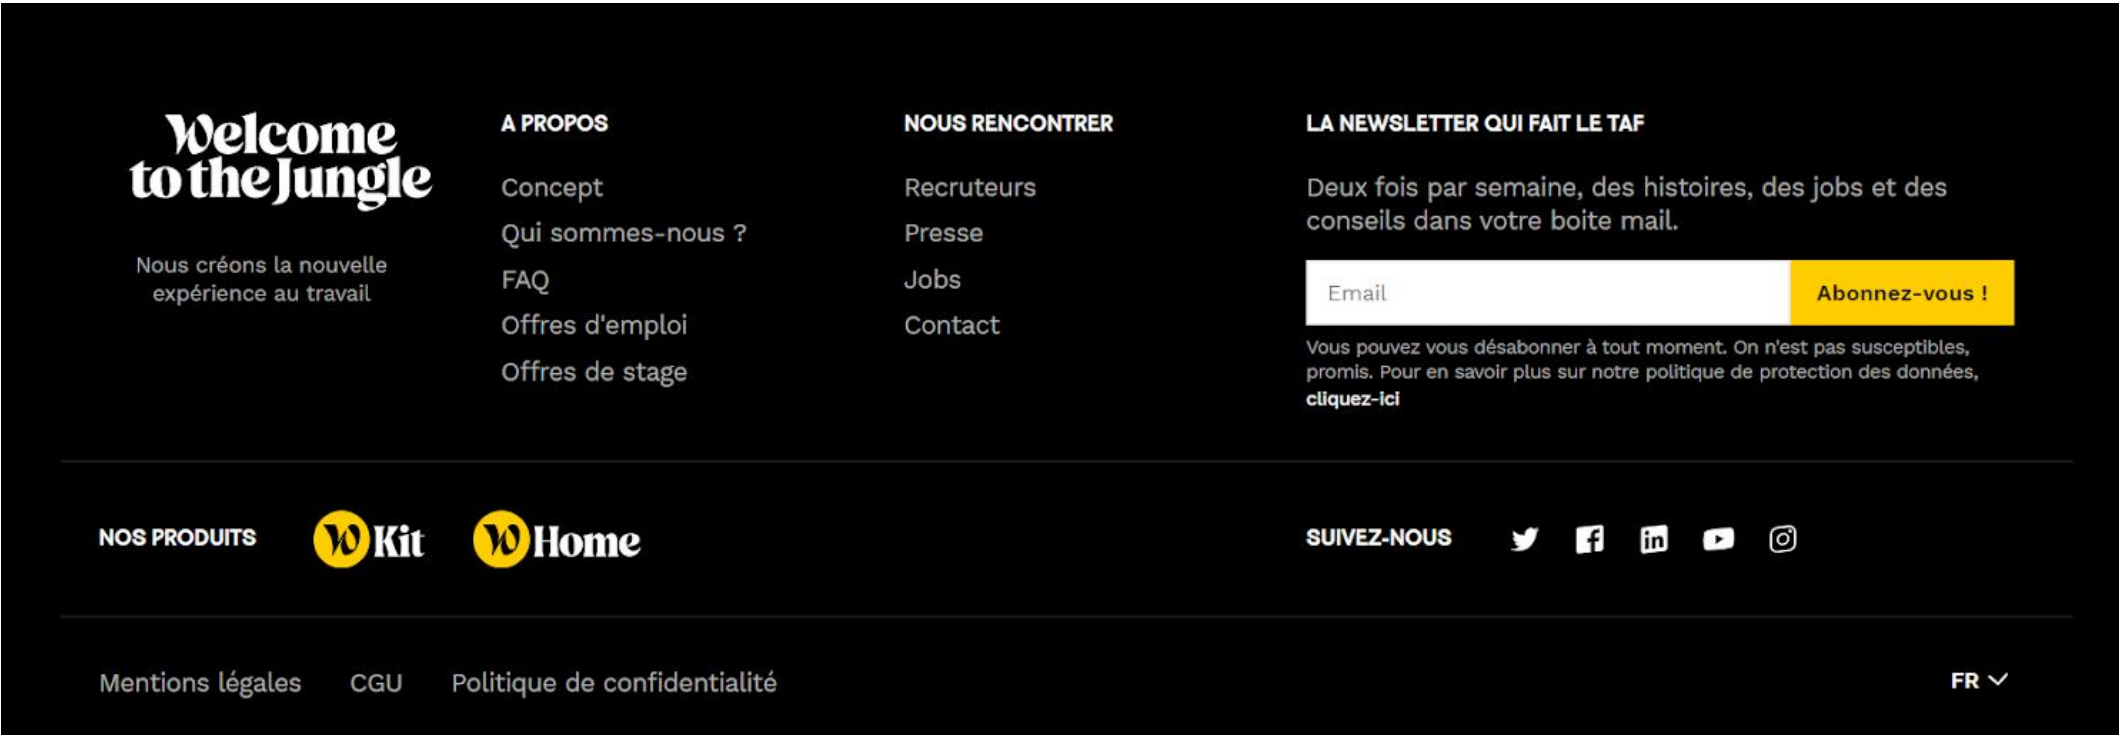 Welcome
to the Jungle
Nous créons la nouvelle
expérience au travail
A PROPOS
Concept
Qui sommes-nous ?
FAQ
Offres d'emploi
Offres de stage
NOUS RENCONTRER
Recruteurs
Presse
Jobs
Contact
LA NEWSLETTER QUI FAIT LE TAF
Deux fois par semaine, des histoires, des jobs et des
conseils dans votre boite mail.
Email
Abonnez-vous !
Vous pouvez vous désabonner à tout moment. On n'est pas susceptibles,
promis. Pour en savoir plus sur notre politique de protection des données,
cliquez-ici
NOS PRODUITS
W Kit
W Home
SUIVEZ-NOUS
Mentions légales
CGU
Politique de confidentialité
FR